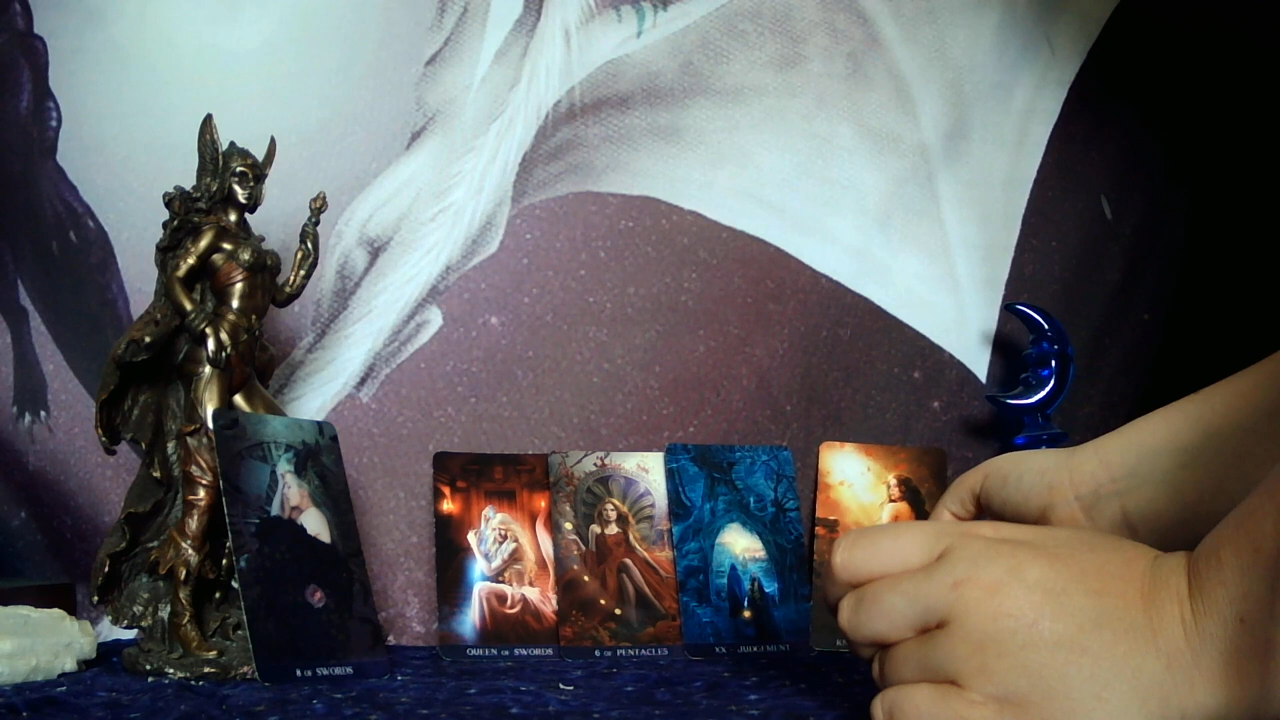 8 OF SWORDS
QUEEN OF SWORDS
6 OF PENTACLES
XX - JUDGEMENT